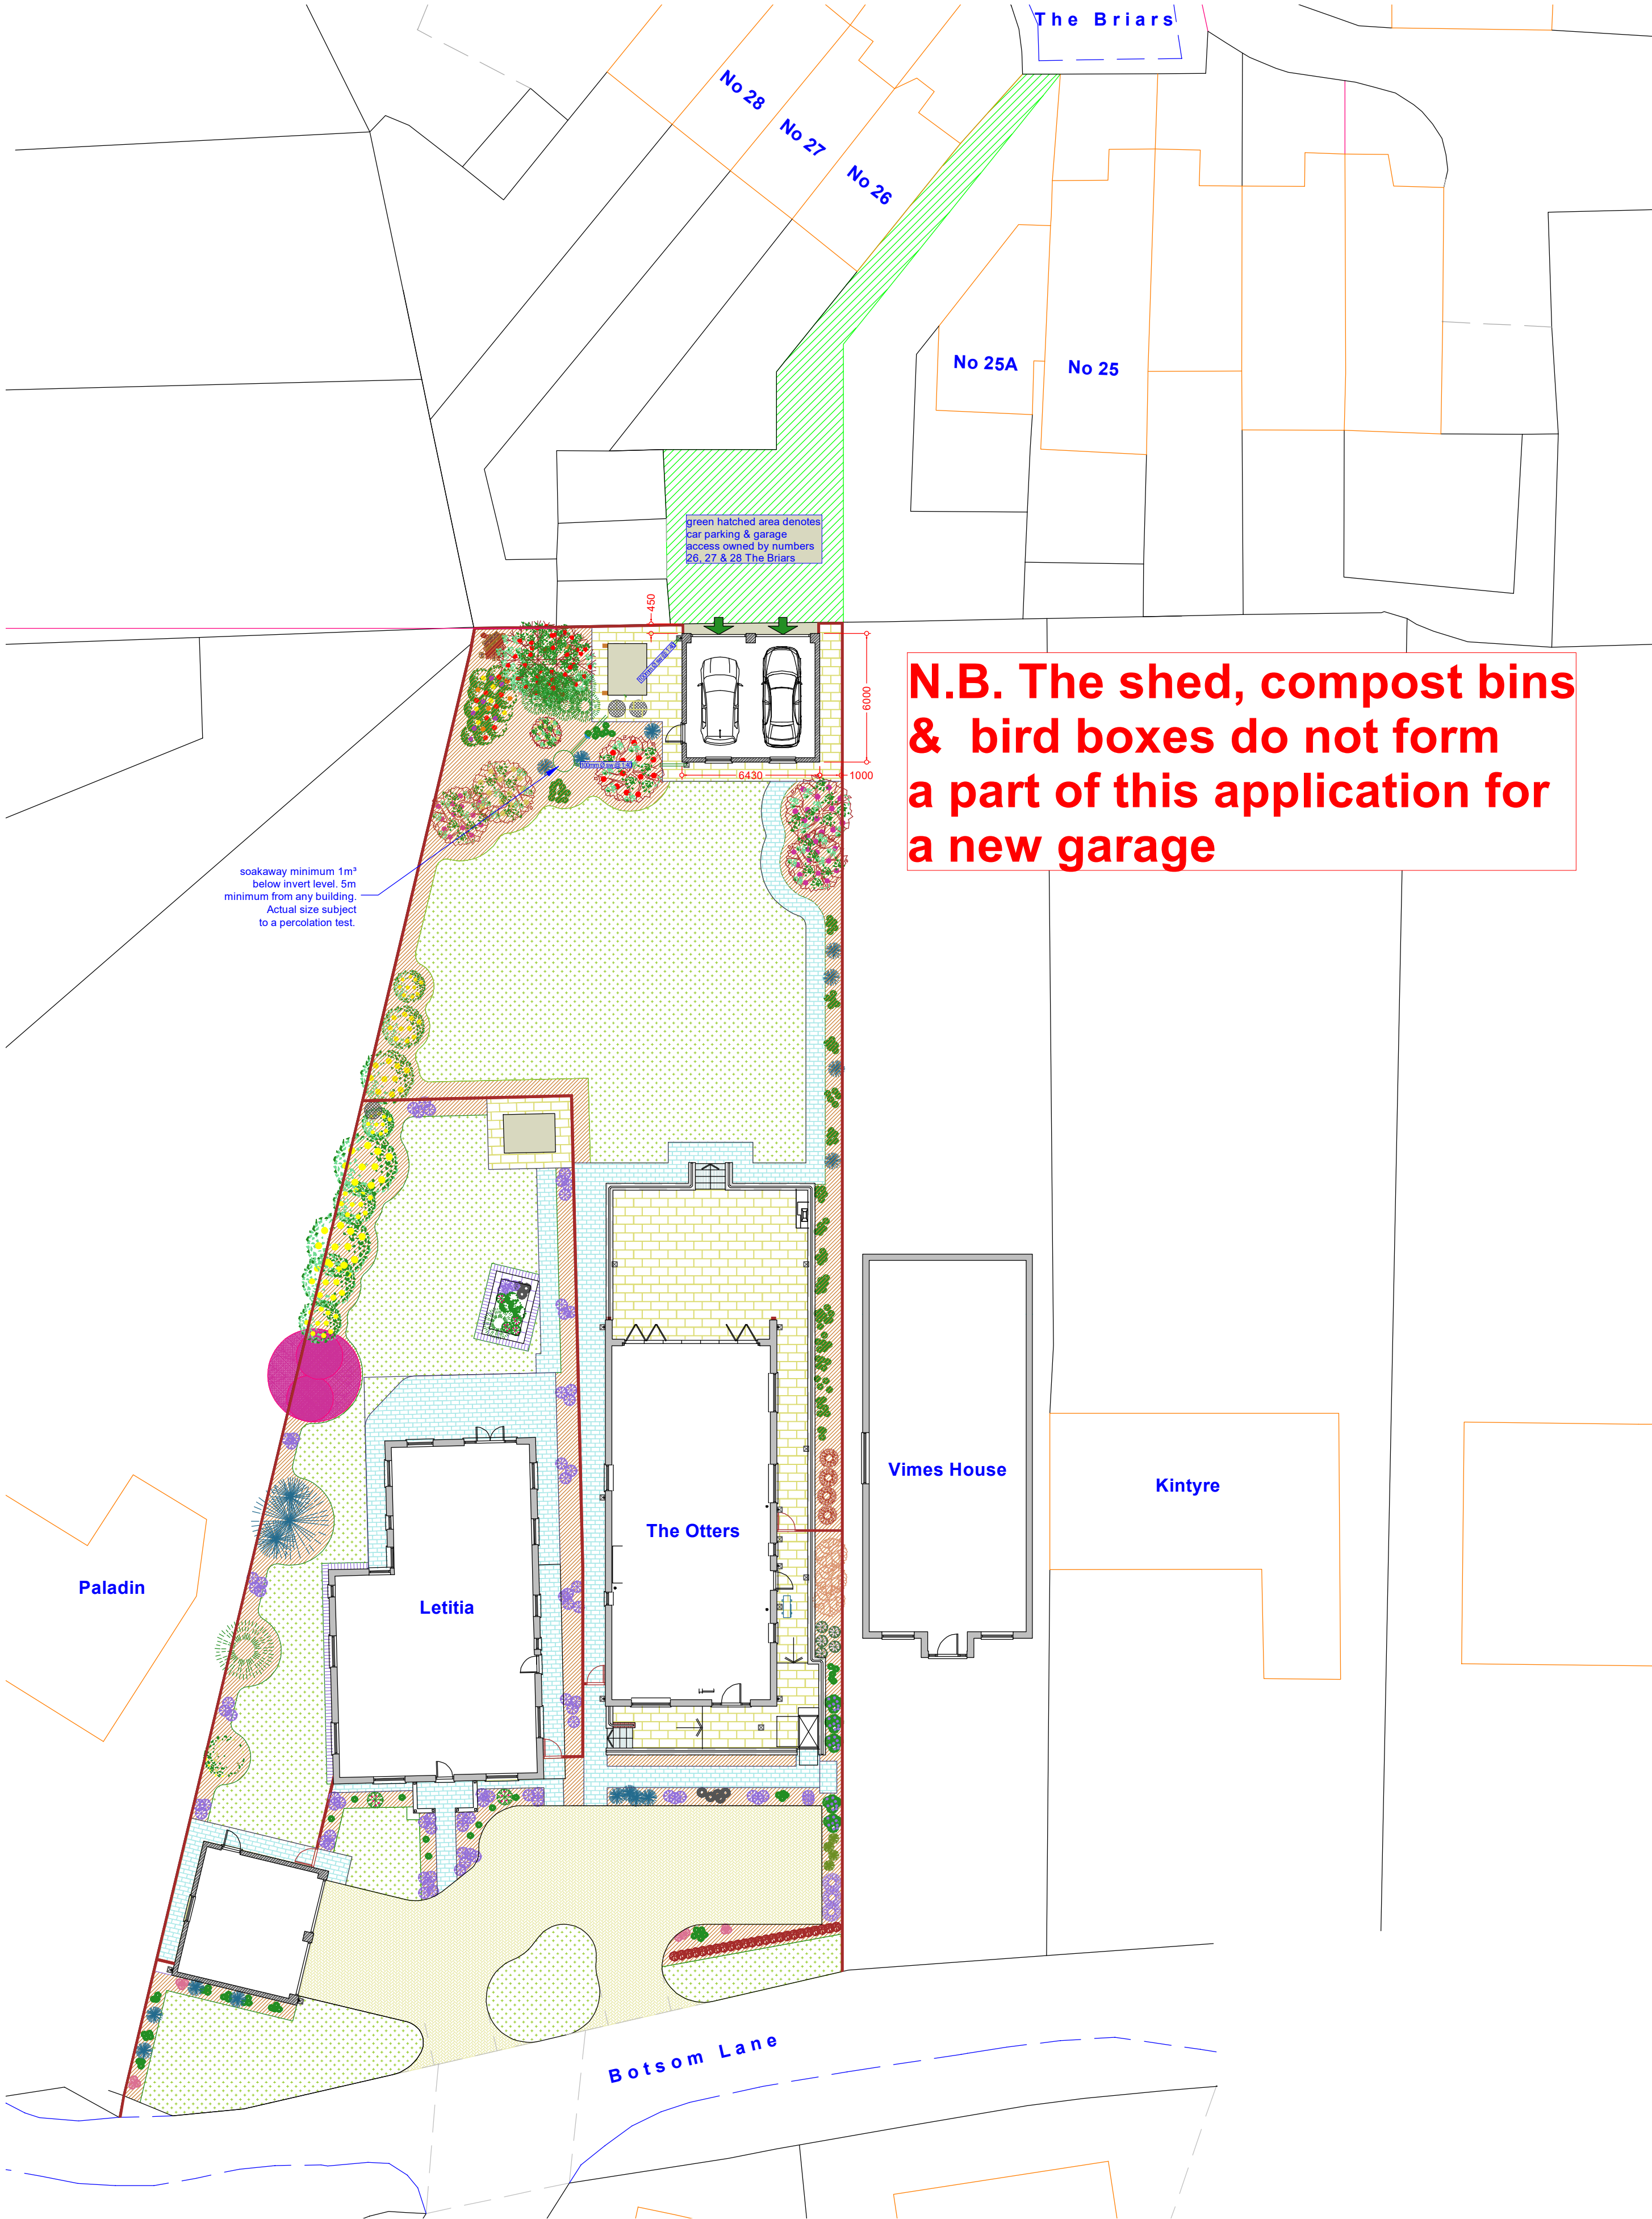 The Briars
No 28
No 27
No 26
No 25A
No 25
green hatched area denotes
car parking & garage
access owned by numbers
26, 27 & 28 The Briars
450
6000
6430
1000
N.B. The shed, compost bins
& bird boxes do not form
a part of this application for
a new garage
soakaway minimum 1m³
below invert level. 5m
minimum from any building.
Actual size subject
to a percolation test.
Vimes House
Kintyre
The Otters
Paladin
Letitia
Botsom Lane